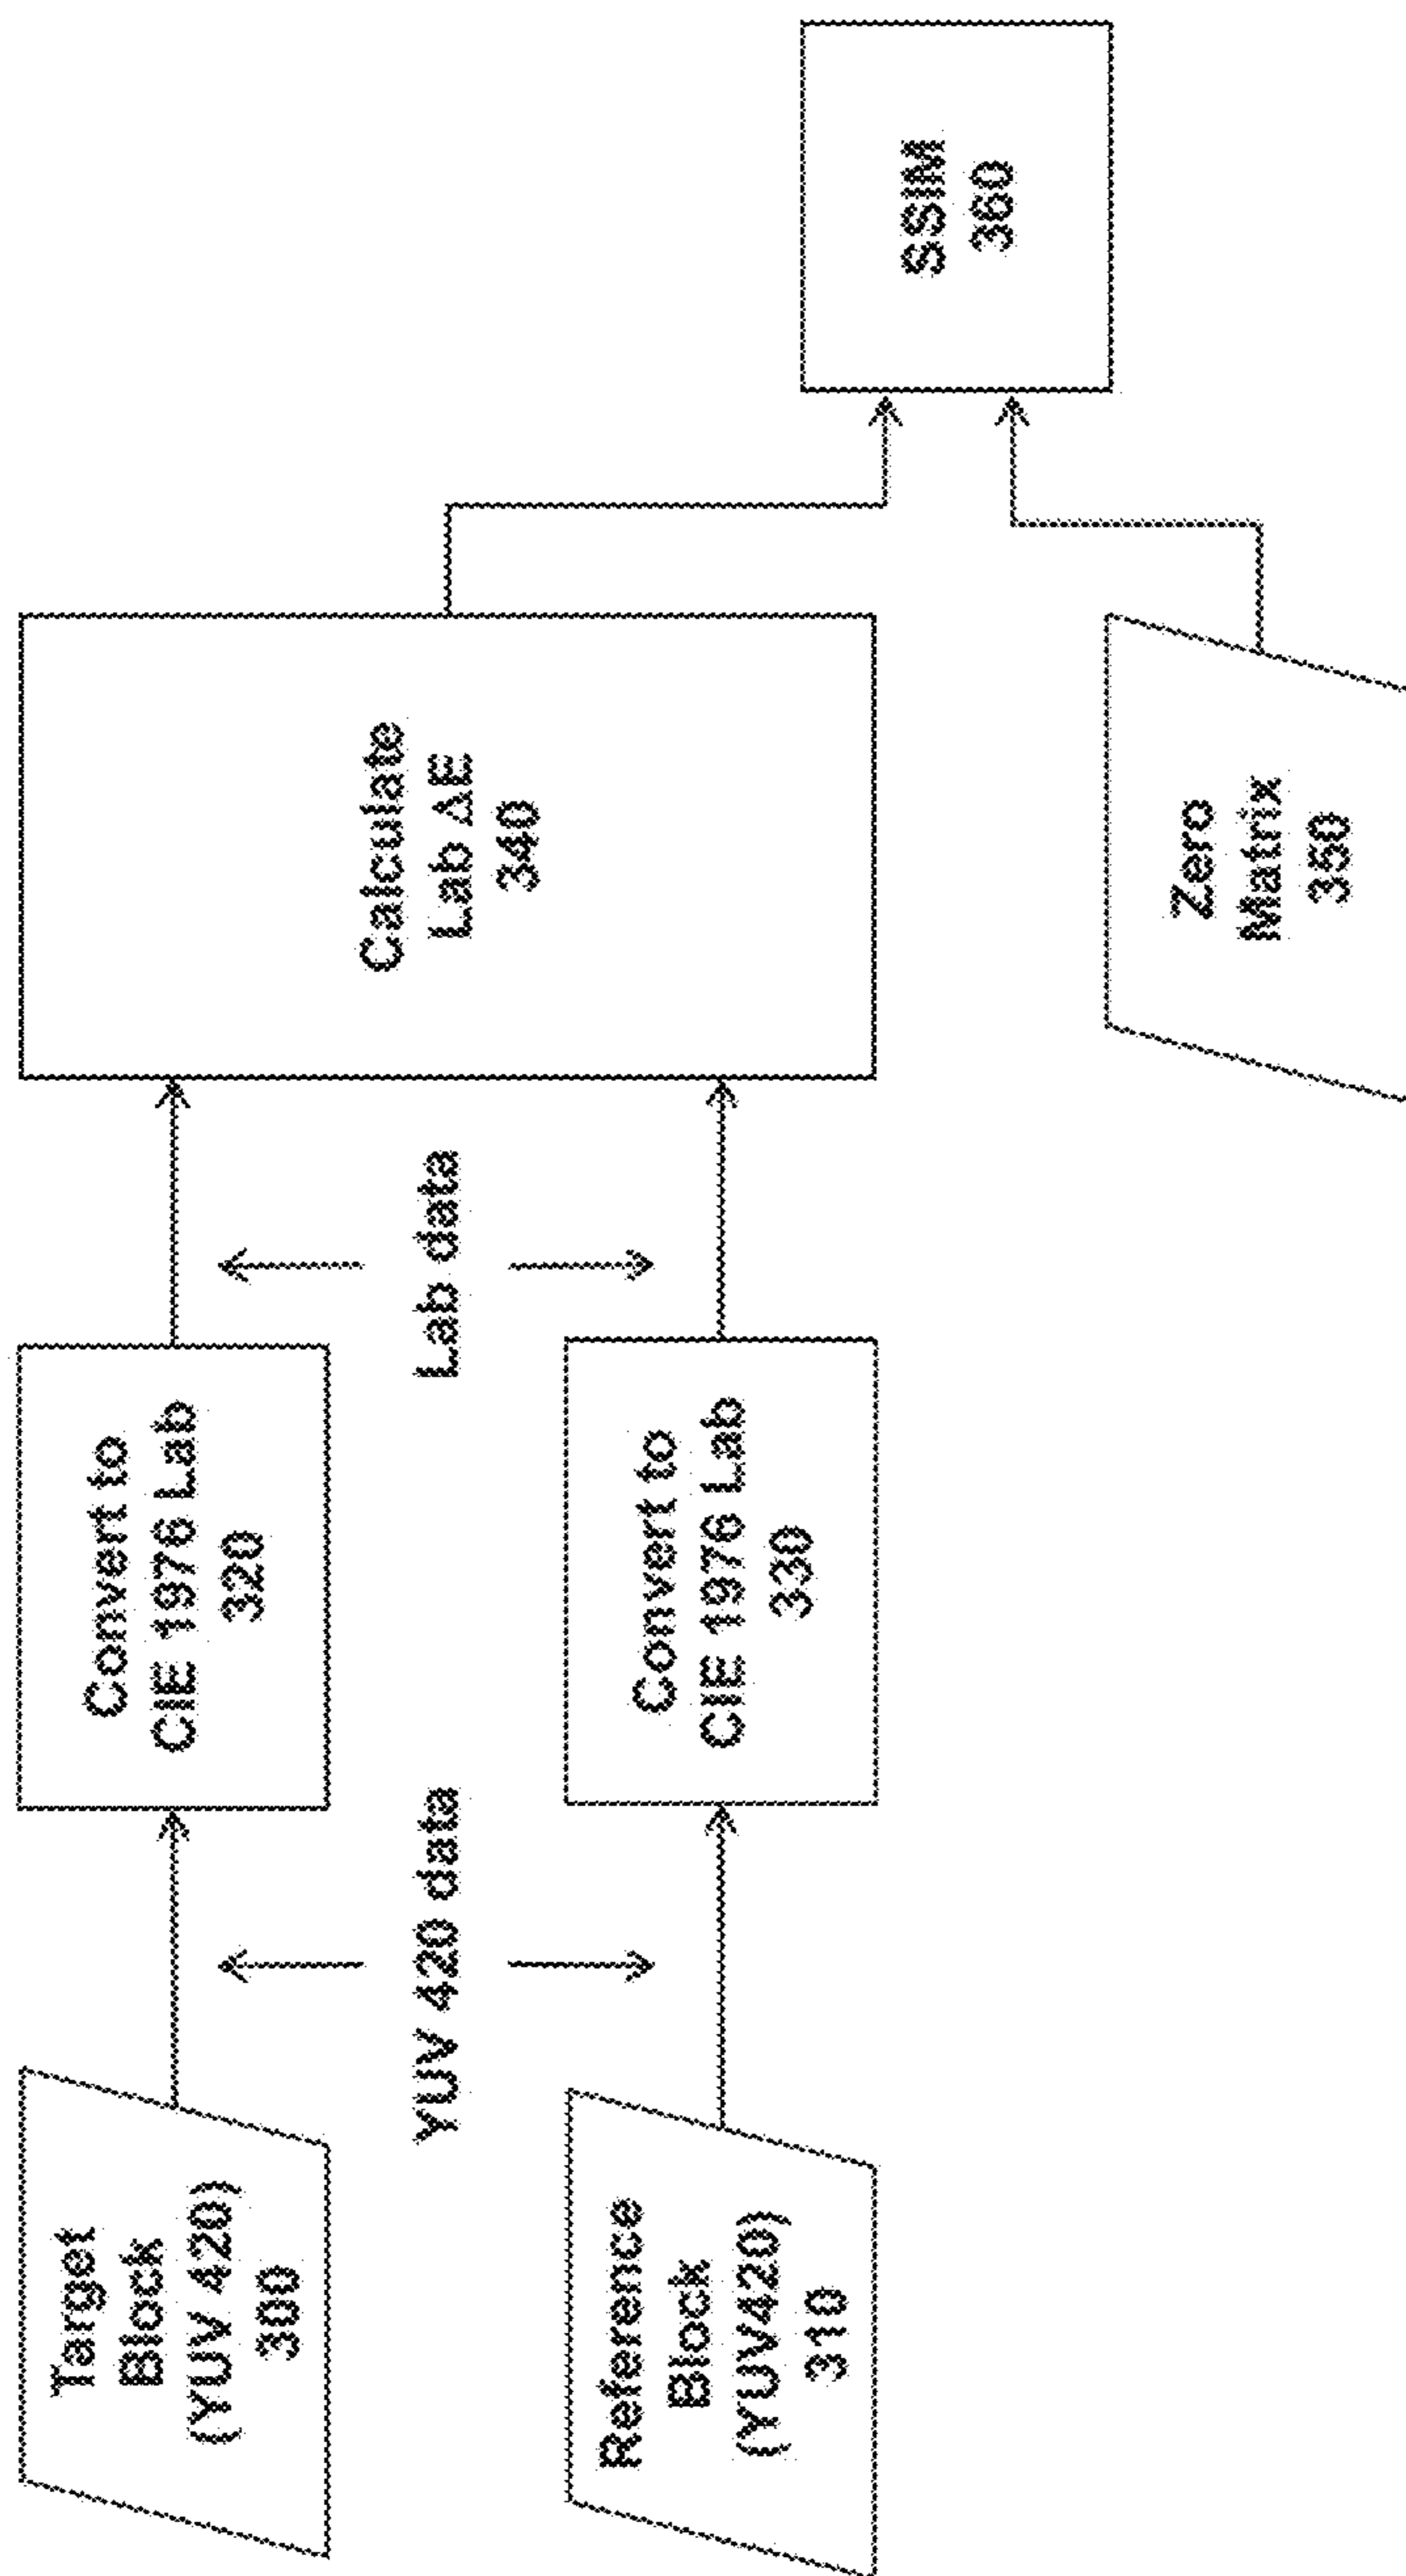 Target
Block
(YUV 420)
300
Reference
Block
(YUV420)
310
YUV 420 data
Convert to
CIE 1976 Lab
320
Convert to
CIE 1976 Lab
330
Lab data
Calculate
Lab ΔE
340
Zero
Matrix
350
SSIM
360